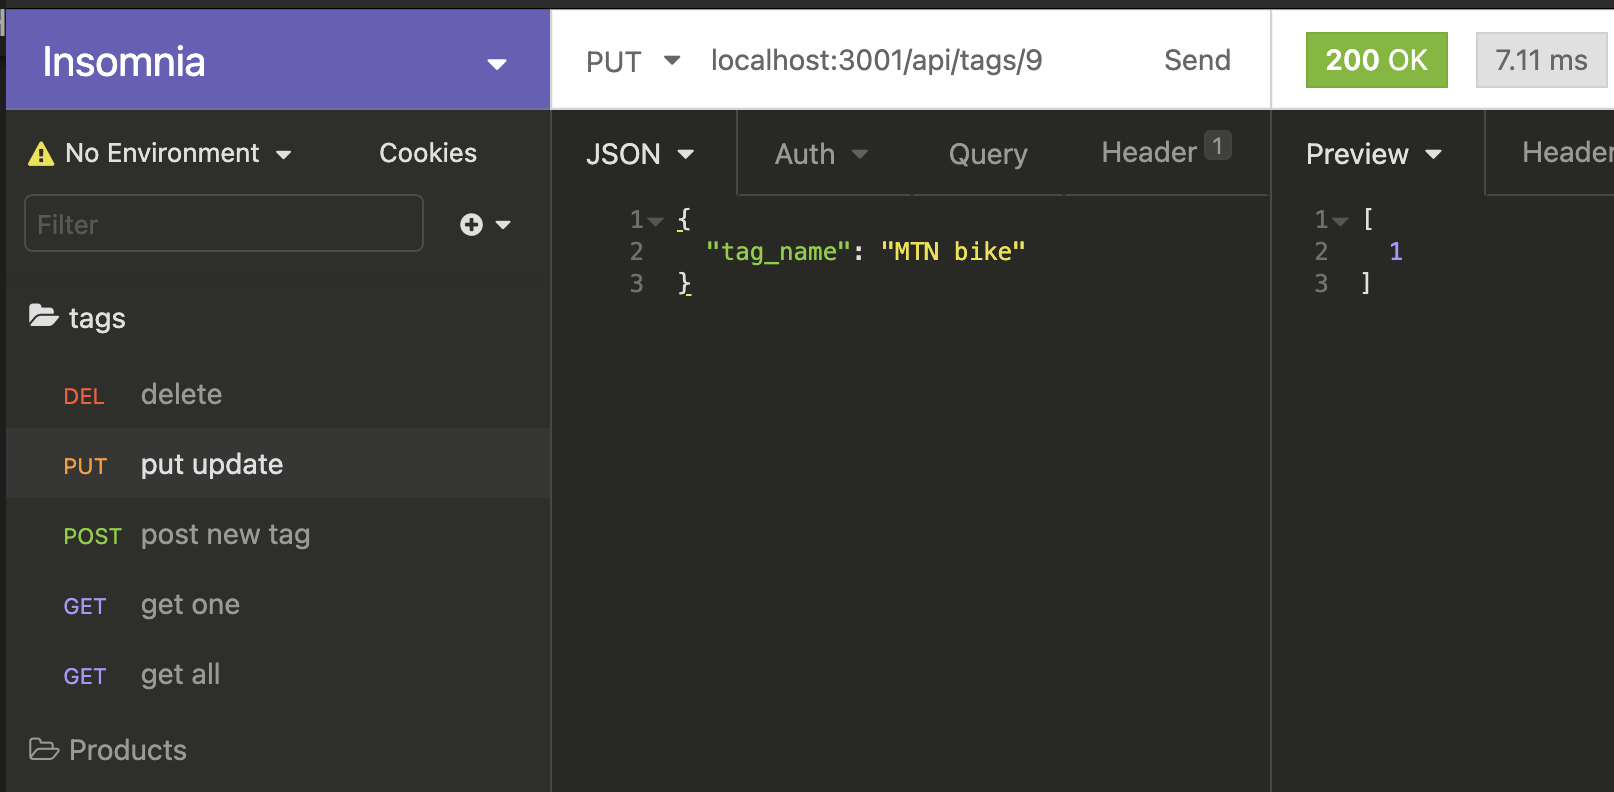 Insomnia
PUT localhost:3001/api/tags/9 Send
200 OK 7.11 ms
No Environment Cookies
JSON Auth Query Header 1
Preview Header
Filter
1 {
2 "tag_name": "MTN bike"
3 }
1 [
2 1
3 ]
tags
DEL delete
PUT put update
POST post new tag
GET get one
GET get all
Products